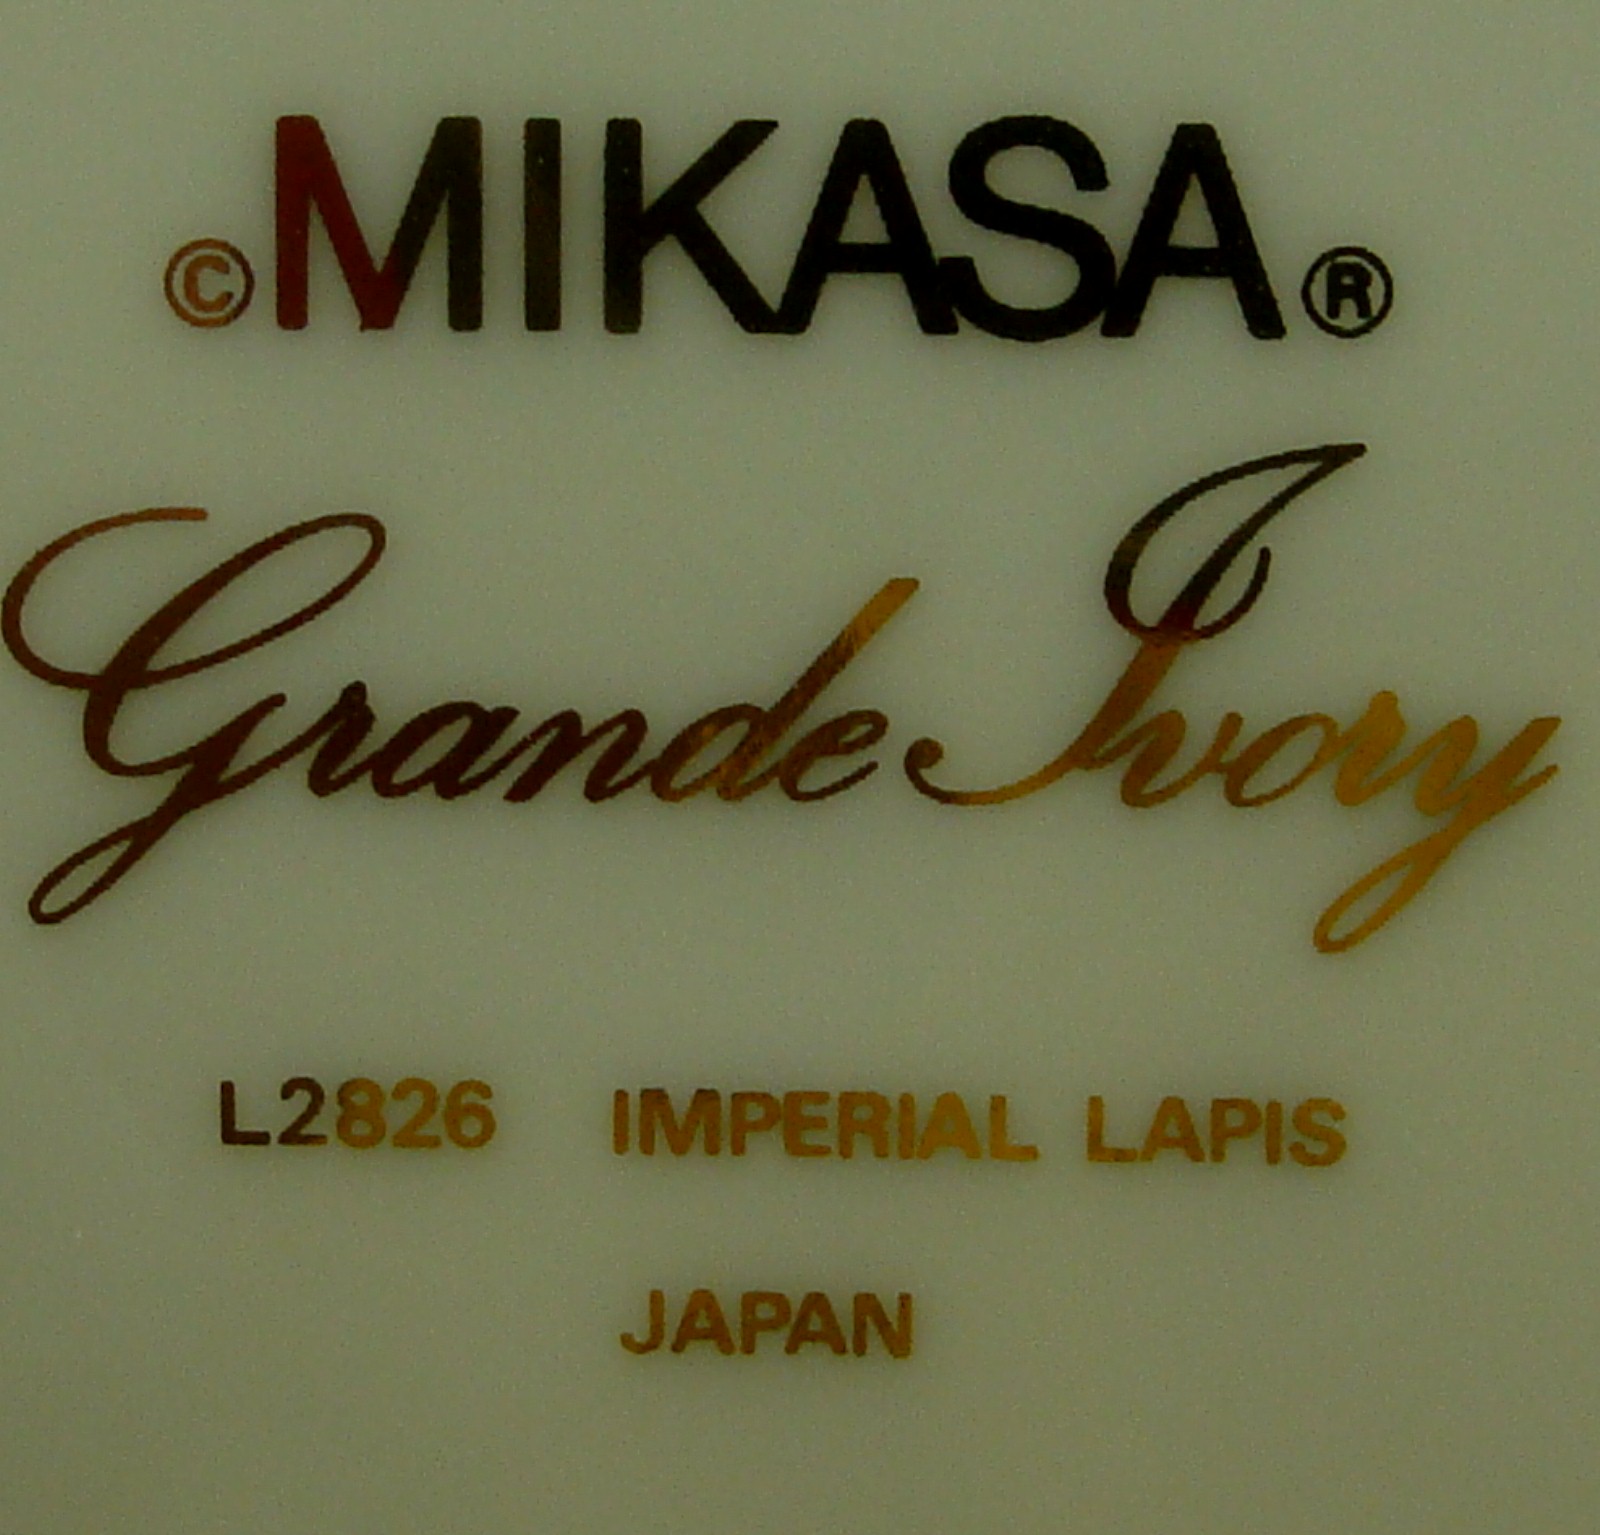 ©MIKASA®
Grande Ivory
L2826 IMPERIAL LAPIS
JAPAN